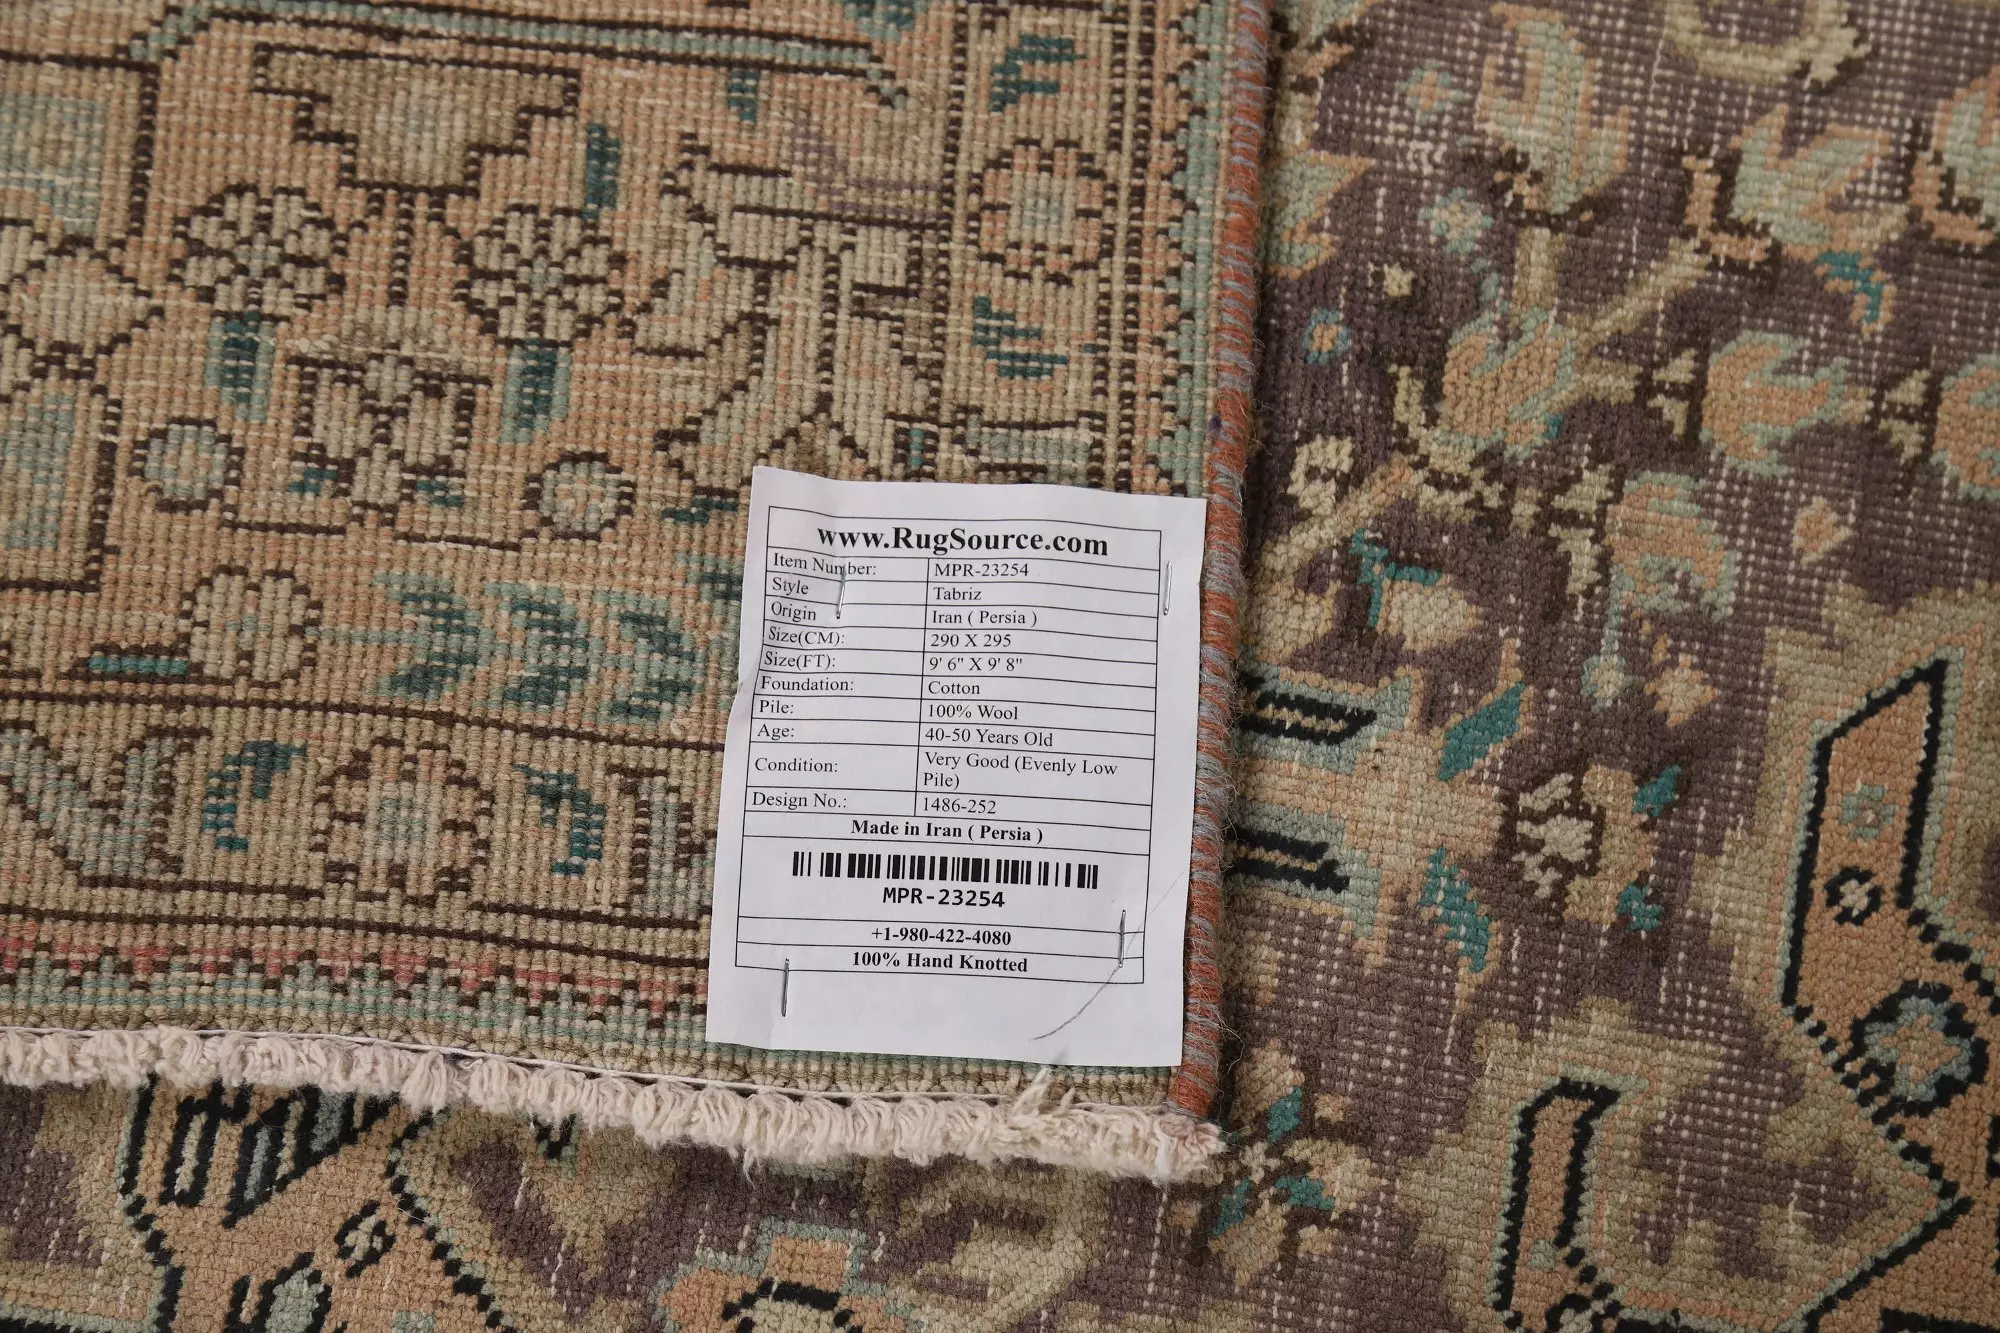 www.RugSource.com
Item Number: MPR-23254
Style Tabriz
Origin Iran ( Persia )
Size(CM): 290 X 295
Size(FT): 9' 6" X 9' 8"
Foundation: Cotton
Pile: 100% Wool
Age: 40-50 Years Old
Condition: Very Good (Evenly Low
Pile)
Design No.: 1486-252
Made in Iran ( Persia )
MPR-23254
+1-980-422-4080
100% Hand Knotted